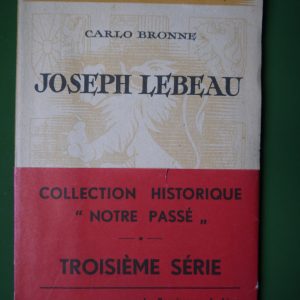 CARLO BRONNE
JOSEPH LEBEAU
COLLECTION HISTORIQUE
" NOTRE PASSÉ „
TROISIÈME SÉRIE